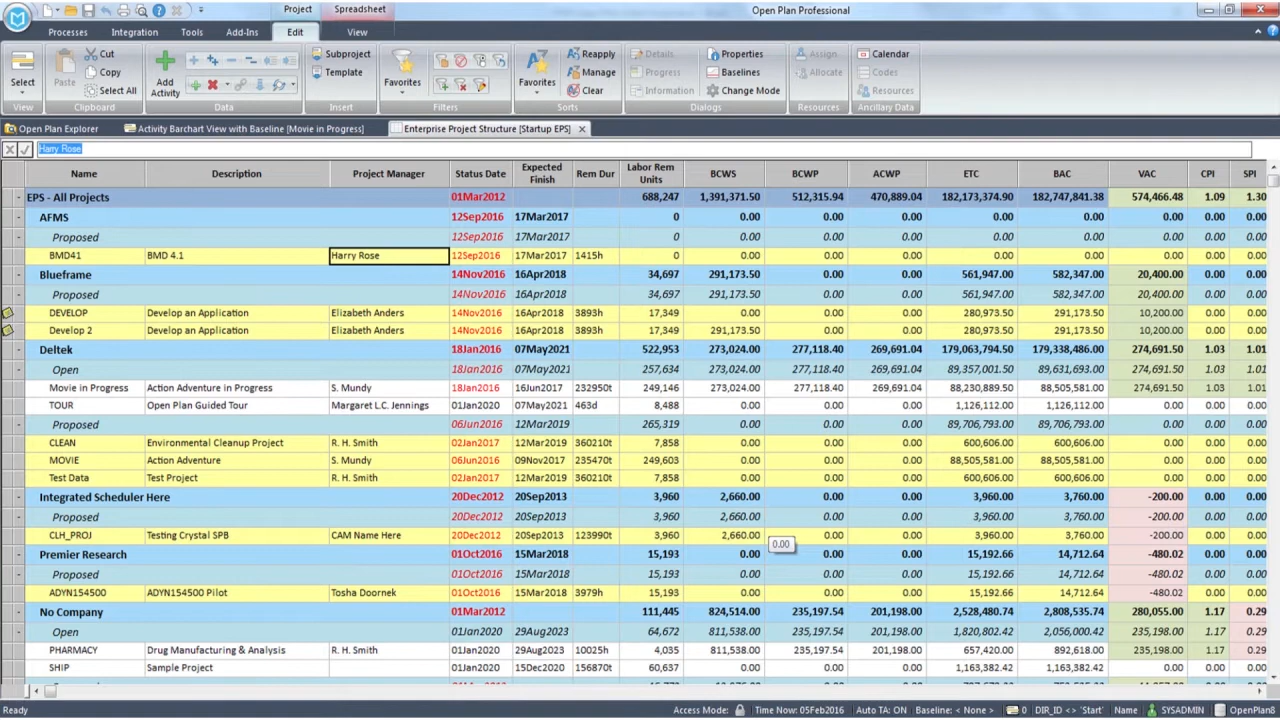 Project Spreadsheet Open Plan Professional
Processes Integration Tools Add-Ins Edit View
Cut Subproject Reapply Details Properties Assign Calendar
Select Paste Copy Add Activity Template Favorites Favorites Manage Progress Baselines Allocate Codes
Select All Clear Information Change Mode Resources
View Clipboard Data Insert Filters Sorts Dialogs Resources Ancillary Data
Open Plan Explorer Activity Barchart View with Baseline [Movie in Progress] Enterprise Project Structure [Startup EPS]
Harry Rose
Name Description Project Manager Status Date Expected Finish Rem Dur Labor Rem Units BCWS BCWP ACWP ETC BAC VAC CPI SPI
- EPS - All Projects 01Mar2012 688,247 1,391,371.50 512,315.94 470,889.04 182,173,374.90 182,747,841.38 574,466.48 1.09 1.30
- AFMS 12Sep2016 17Mar2017 0 0.00 0.00 0.00 0.00 0.00 0.00 0.00 0.00
- Proposed 12Sep2016 17Mar2017 0 0.00 0.00 0.00 0.00 0.00 0.00 0.00 0.00
- BMD41 BMD 4.1 Harry Rose 12Sep2016 17Mar2017 1415h 0 0.00 0.00 0.00 0.00 0.00 0.00 0.00 0.00
- Blueframe 14Nov2016 16Apr2018 34,697 291,173.50 0.00 0.00 561,947.00 582,347.00 20,400.00 0.00 0.00
- Proposed 14Nov2016 16Apr2018 34,697 291,173.50 0.00 0.00 561,947.00 582,347.00 20,400.00 0.00 0.00
DEVELOP Develop an Application Elizabeth Anders 14Nov2016 16Apr2018 3893h 17,349 0.00 0.00 0.00 280,973.50 291,173.50 10,200.00 0.00 0.00
Develop 2 Develop an Application Elizabeth Anders 14Nov2016 16Apr2018 3893h 17,349 291,173.50 0.00 0.00 280,973.50 291,173.50 10,200.00 0.00 0.00
- Deltek 18Jan2016 07May2021 522,953 273,024.00 277,118.40 269,691.04 179,063,794.50 179,338,486.00 274,691.50 1.03 1.01
- Open 18Jan2016 07May2021 257,634 273,024.00 277,118.40 269,691.04 89,357,001.50 89,631,693.00 274,691.50 1.03 1.01
Movie in Progress Action Adventure in Progress S. Mundy 18Jan2016 16Jun2017 232950t 249,146 273,024.00 277,118.40 269,691.04 88,230,889.50 88,505,581.00 274,691.50 1.03 1.01
TOUR Open Plan Guided Tour Margaret L.C. Jennings 01Jan2020 07May2021 463d 8,488 0.00 0.00 0.00 1,126,112.00 1,126,112.00 0.00 0.00 0.00
- Proposed 06Jun2016 12Mar2019 265,319 0.00 0.00 0.00 89,706,793.00 89,706,793.00 0.00 0.00 0.00
CLEAN Environmental Cleanup Project R. H. Smith 02Jan2017 12Mar2019 360210t 7,858 0.00 0.00 0.00 600,606.00 600,606.00 0.00 0.00 0.00
MOVIE Action Adventure S. Mundy 06Jun2016 09Nov2017 235470t 249,603 0.00 0.00 0.00 88,505,581.00 88,505,581.00 0.00 0.00 0.00
Test Data Test Project R. H. Smith 02Jan2017 12Mar2019 360210t 7,858 0.00 0.00 0.00 600,606.00 600,606.00 0.00 0.00 0.00
- Integrated Scheduler Here 20Dec2012 20Sep2013 3,960 2,660.00 0.00 0.00 3,960.00 3,760.00 -200.00 0.00 0.00
- Proposed 20Dec2012 20Sep2013 3,960 2,660.00 0.00 0.00 3,960.00 3,760.00 -200.00 0.00 0.00
CLH_PROJ Testing Crystal SPB CAM Name Here 20Dec2012 20Sep2013 123990t 3,960 2,660.00 0.00 0.00 3,960.00 3,760.00 -200.00 0.00 0.00
0.00
- Premier Research 01Oct2016 15Mar2018 15,193 0.00 0.00 0.00 15,192.66 14,712.64 -480.02 0.00 0.00
- Proposed 01Oct2016 15Mar2018 15,193 0.00 0.00 0.00 15,192.66 14,712.64 -480.02 0.00 0.00
ADYN154500 ADYN154500 Pilot Tosha Doornek 01Oct2016 15Mar2018 3979h 15,193 0.00 0.00 0.00 15,192.66 14,712.64 -480.02 0.00 0.00
- No Company 01Mar2012 111,445 824,514.00 235,197.54 201,198.00 2,528,480.74 2,808,535.74 280,055.00 1.17 0.29
- Open 01Jan2020 29Aug2023 64,672 811,538.00 235,197.54 201,198.00 1,820,802.42 2,056,000.42 235,198.00 1.17 0.29
PHARMACY Drug Manufacturing & Analysis R. H. Smith 01Jan2020 29Aug2023 10025h 4,035 811,538.00 235,197.54 201,198.00 657,420.00 892,618.00 235,198.00 1.17 0.29
SHIP Sample Project 01Jan2020 15Dec2020 156870t 60,637 0.00 0.00 0.00 1,163,382.42 1,163,382.42 0.00 0.00 0.00
Ready Access Mode: Time Now: 05Feb2016 Auto TA: ON Baseline: < None > 0 DIR_ID <> 'Start' Name SYSADMIN OpenPlan8